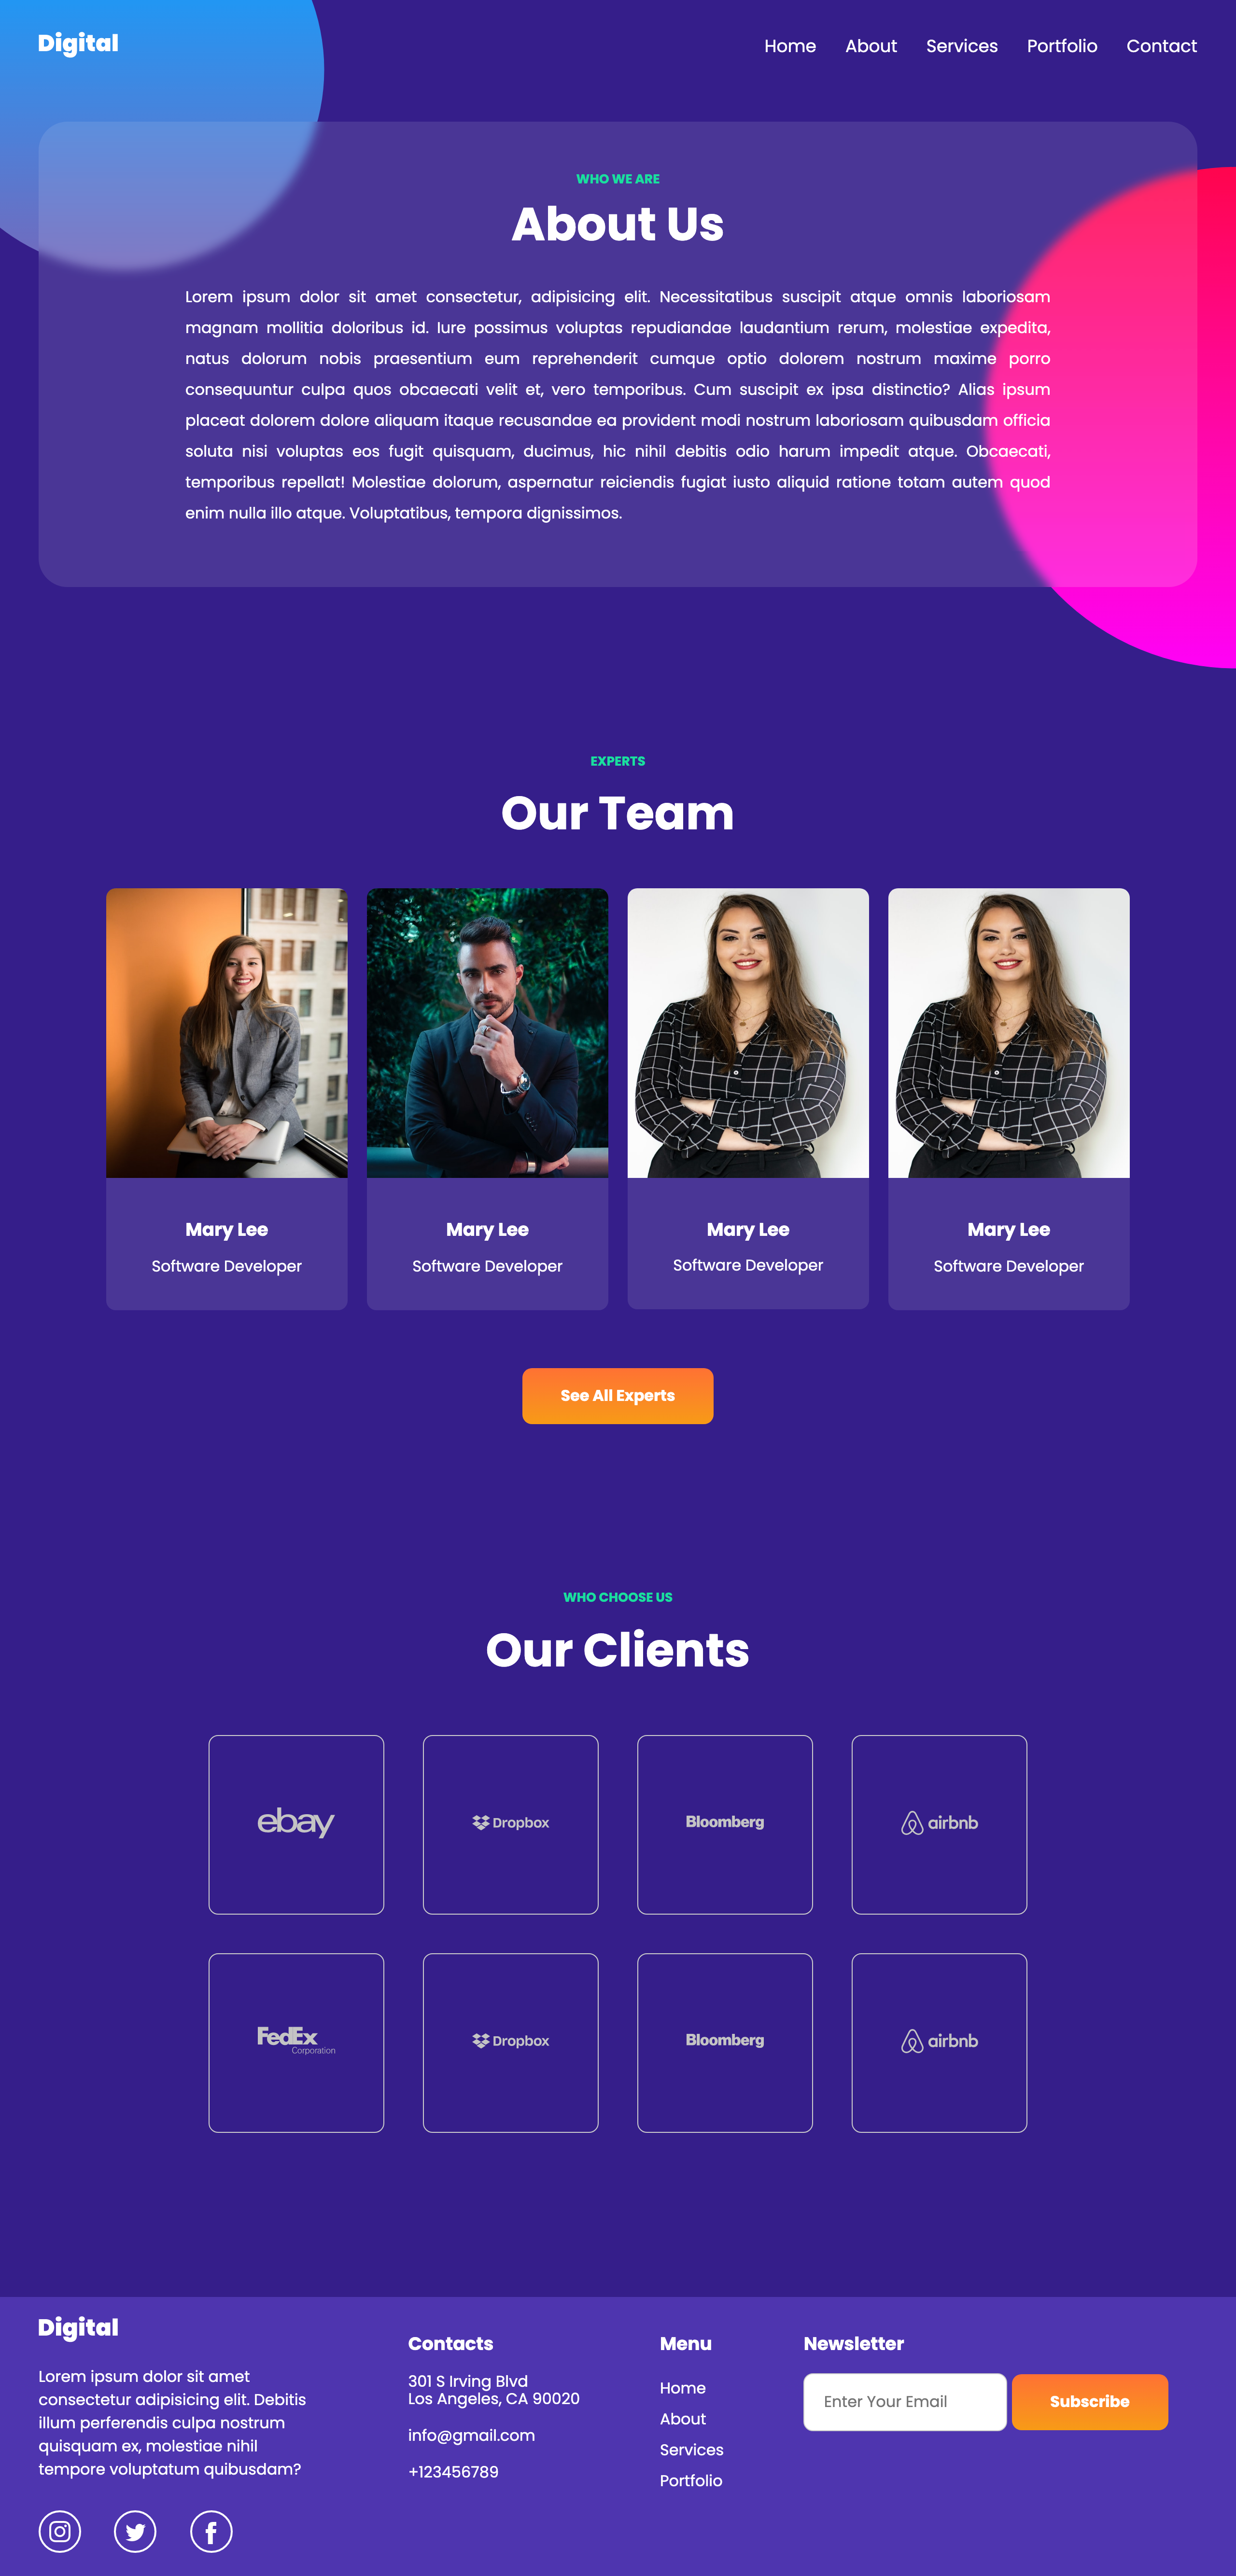 Digital
Home About Services Portfolio Contact
WHO WE ARE
About Us
Lorem ipsum dolor sit amet consectetur, adipisicing elit. Necessitatibus suscipit atque omnis laboriosam
magnam mollitia doloribus id. Iure possimus voluptas repudiandae laudantium rerum, molestiae expedita,
natus dolorum nobis praesentium eum reprehenderit cumque optio dolorem nostrum maxime porro
consequuntur culpa quos obcaecati velit et, vero temporibus. Cum suscipit ex ipsa distinctio? Alias ipsum
placeat dolorem dolore aliquam itaque recusandae ea provident modi nostrum laboriosam quibusdam officia
soluta nisi voluptas eos fugit quisquam, ducimus, hic nihil debitis odio harum impedit atque. Obcaecati,
temporibus repellat! Molestiae dolorum, aspernatur reiciendis fugiat iusto aliquid ratione totam autem quod
enim nulla illo atque. Voluptatibus, tempora dignissimos.
EXPERTS
Our Team
Mary Lee
Software Developer
Mary Lee
Software Developer
Mary Lee
Software Developer
Mary Lee
Software Developer
See All Experts
WHO CHOOSE US
Our Clients
ebay
Dropbox
Bloomberg
airbnb
FedEx
Corporation
Dropbox
Bloomberg
airbnb
Digital
Lorem ipsum dolor sit amet
consectetur adipisicing elit. Debitis
illum perferendis culpa nostrum
quisquam ex, molestiae nihil
tempore voluptatum quibusdam?
Contacts
301 S Irving Blvd
Los Angeles, CA 90020
info@gmail.com
+123456789
Menu
Home
About
Services
Portfolio
Newsletter
Enter Your Email
Subscribe